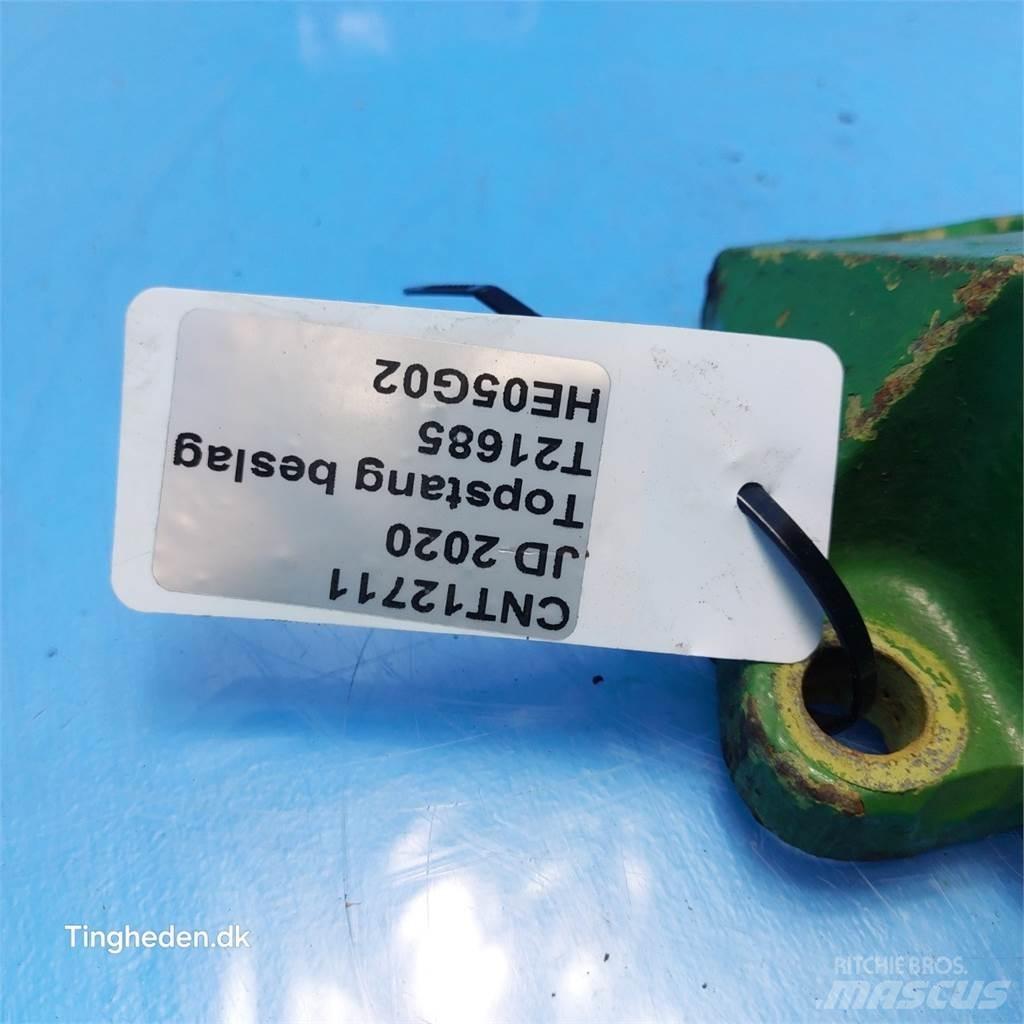 CNT12711
JD 2020
Topstang beslag
T21685
HE05G02
Tingheden.dk
RITCHIE BROS.
MASCUS